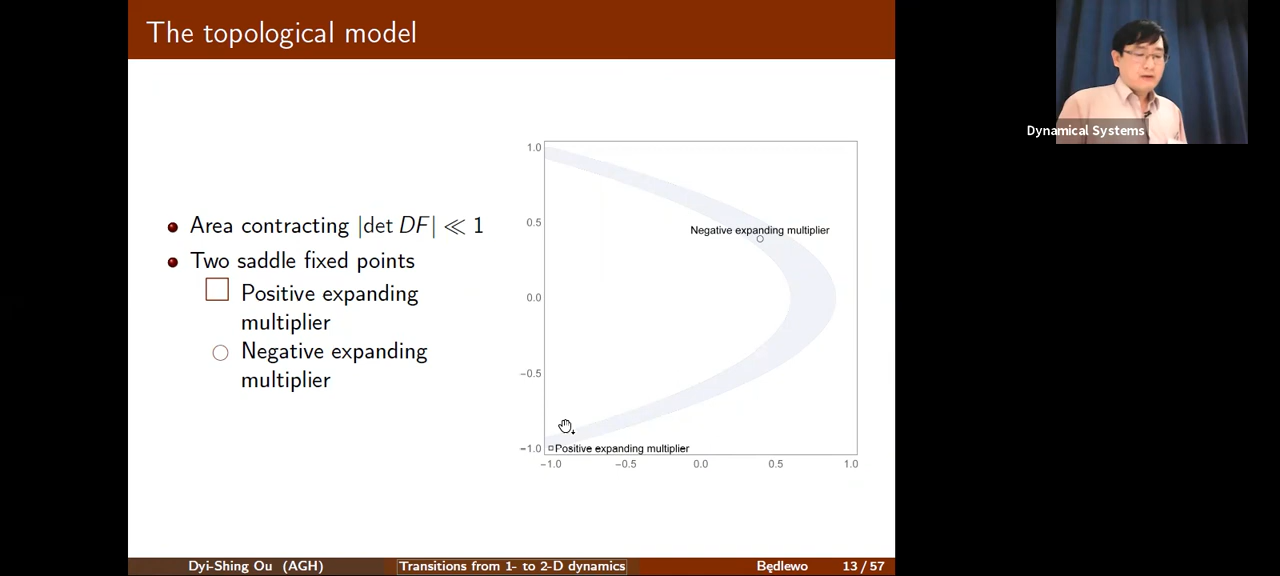 The topological model
Dynamical Systems
Area contracting |det DF| ≪ 1
Two saddle fixed points
Positive expanding
multiplier
Negative expanding
multiplier
1.0
0.5
Negative expanding multiplier
0.0
−0.5
−1.0
Positive expanding multiplier
−1.0 −0.5 0.0 0.5 1.0
Dyi-Shing Ou (AGH) Transitions from 1- to 2-D dynamics Będlewo 13 / 57